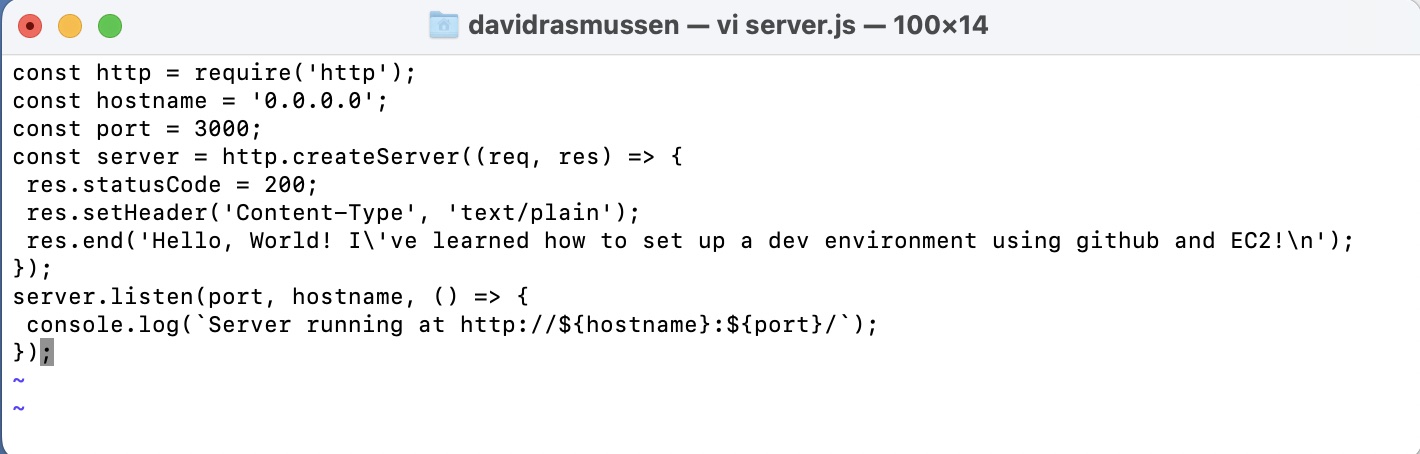 davidrasmussen — vi server.js — 100×14
const http = require('http');
const hostname = '0.0.0.0';
const port = 3000;
const server = http.createServer((req, res) => {
 res.statusCode = 200;
 res.setHeader('Content-Type', 'text/plain');
 res.end('Hello, World! I\'ve learned how to set up a dev environment using github and EC2!\n');
});
server.listen(port, hostname, () => {
 console.log(`Server running at http://${hostname}:${port}/`);
});
~
~